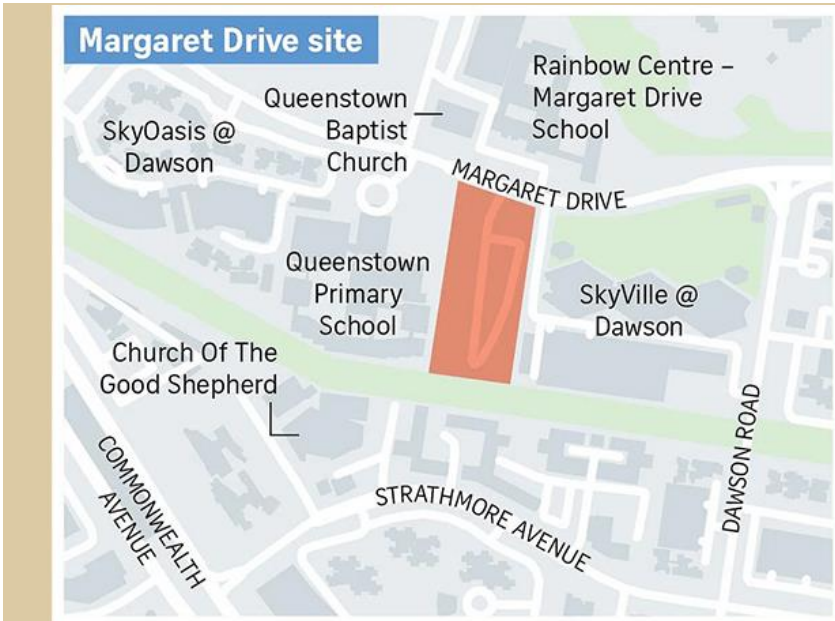 Margaret Drive site
Rainbow Centre –
Margaret Drive
School
Queenstown
Baptist
Church
SkyOasis @
Dawson
MARGARET DRIVE
Queenstown
Primary
School
SkyVille @
Dawson
Church Of The
Good Shepherd
COMMONWEALTH
AVENUE
STRATHMORE AVENUE
DAWSON ROAD